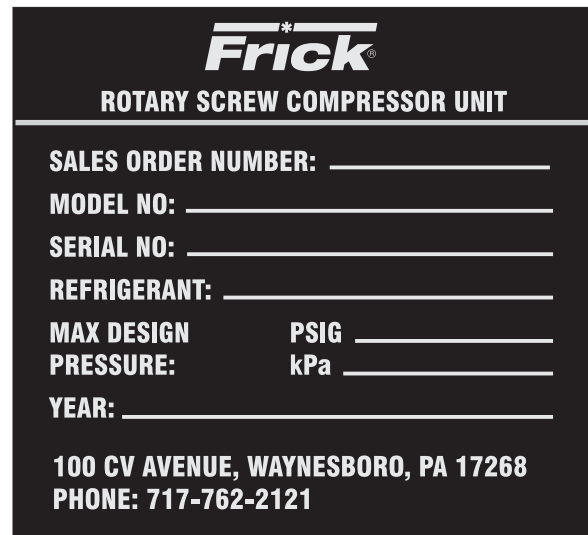 Frick®
ROTARY SCREW COMPRESSOR UNIT
SALES ORDER NUMBER:
MODEL NO:
SERIAL NO:
REFRIGERANT:
MAX DESIGN PSIG
PRESSURE: kPa
YEAR:
100 CV AVENUE, WAYNESBORO, PA 17268
PHONE: 717-762-2121